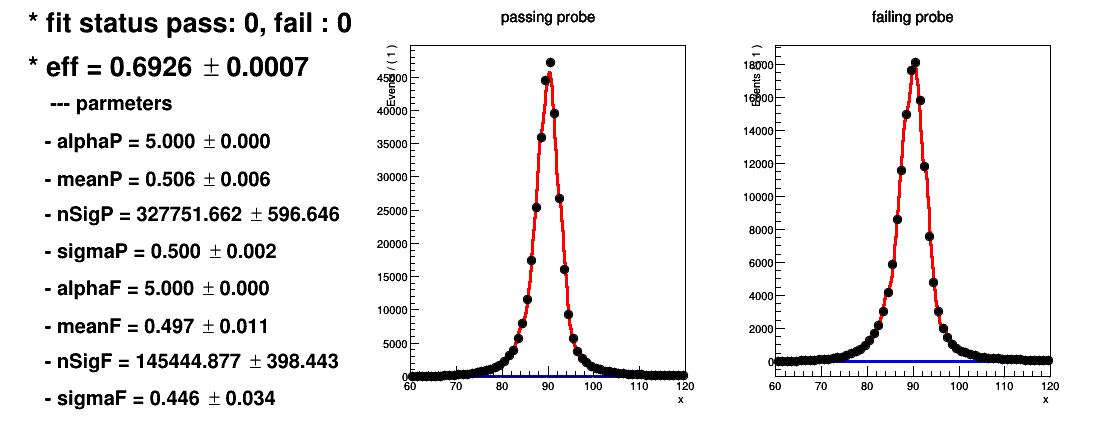 * fit status pass: 0, fail : 0
* eff = 0.6926 ± 0.0007
--- parmeters
- alphaP = 5.000 ± 0.000
- meanP = 0.506 ± 0.006
- nSigP = 327751.662 ± 596.646
- sigmaP = 0.500 ± 0.002
- alphaF = 5.000 ± 0.000
- meanF = 0.497 ± 0.011
- nSigF = 145444.877 ± 398.443
- sigmaF = 0.446 ± 0.034
passing probe
Events / ( 1 )
45000
40000
35000
30000
25000
20000
15000
10000
5000
0
60 70 80 90 100 110 120
x
failing probe
Events / ( 1 )
18000
16000
14000
12000
10000
8000
6000
4000
2000
0
60 70 80 90 100 110 120
x